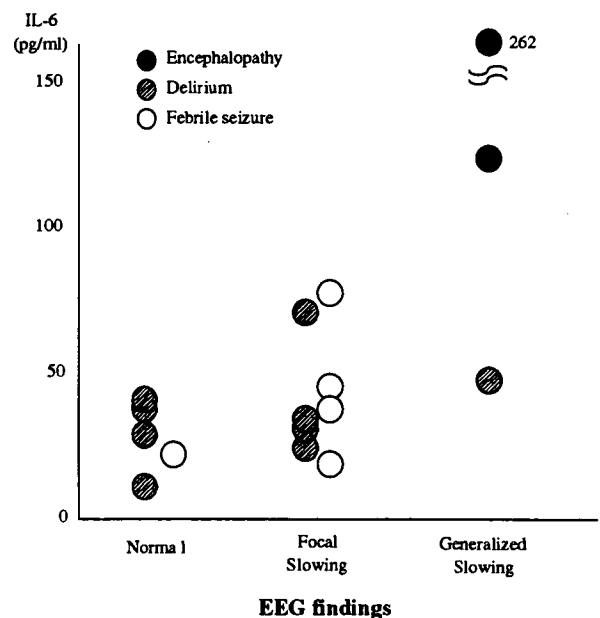 IL-6
(pg/ml)
Encephalopathy
262
Delirium
Febrile seizure
150
100
50
0
Norma l
Focal
Slowing
Generalized
Slowing
EEG findings